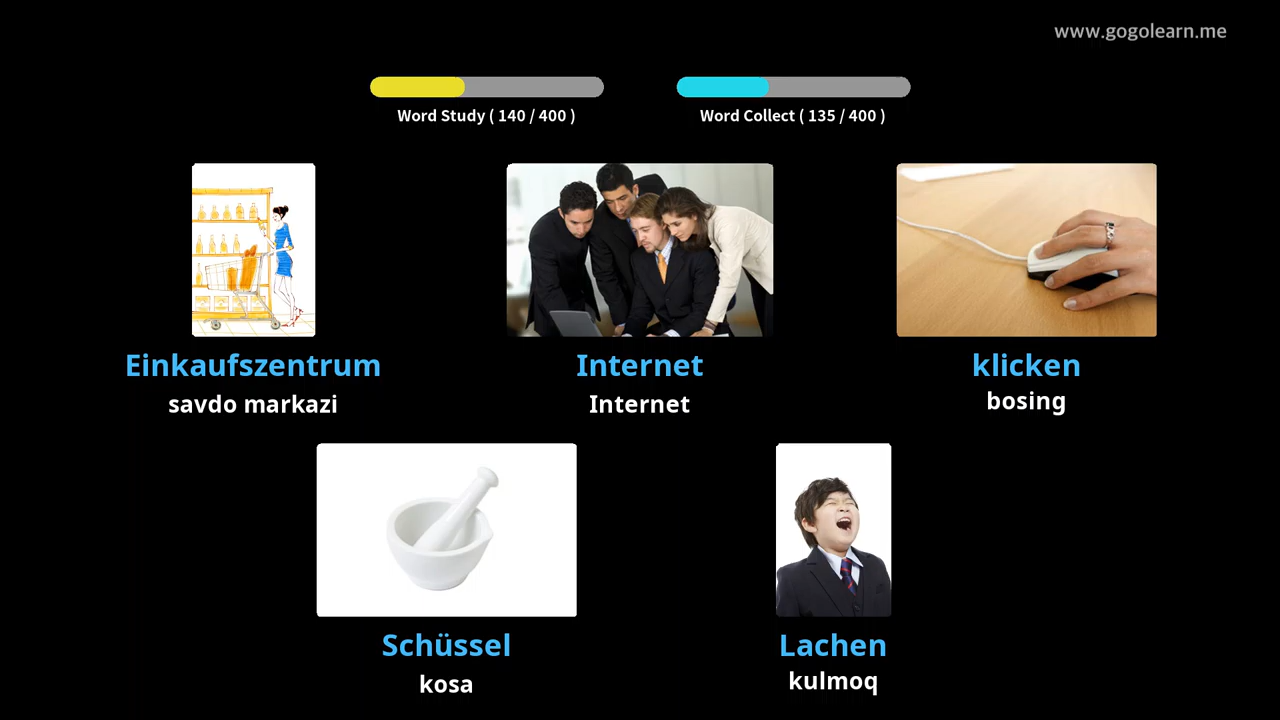 www.gogolearn.me
Word Study ( 140 / 400 )
Word Collect ( 135 / 400 )
Einkaufszentrum
savdo markazi
Internet
Internet
klicken
bosing
Schüssel
kosa
Lachen
kulmoq